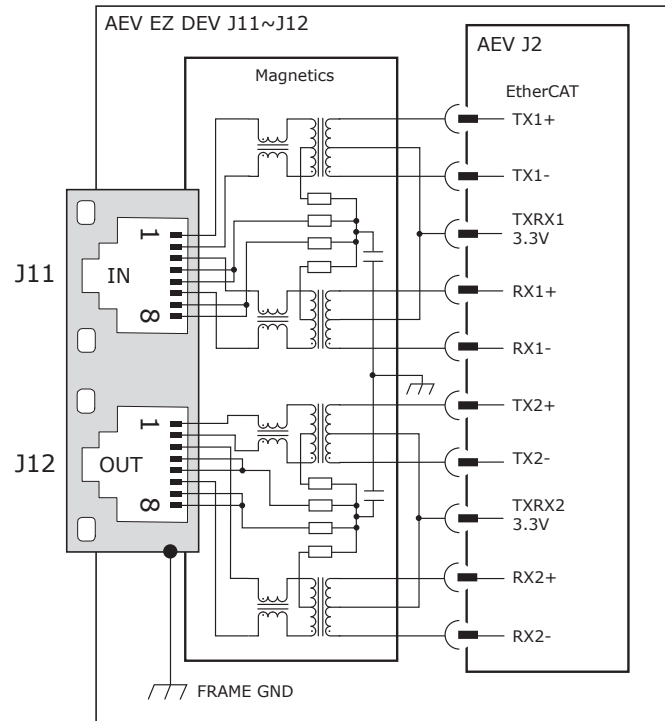 AEV EZ DEV J11~J12
AEV J2
Magnetics
EtherCAT
TX1+
TX1-
TXRX1
3.3V
RX1+
RX1-
J11
IN
1
8
TX2+
TX2-
TXRX2
3.3V
RX2+
RX2-
J12
OUT
1
8
FRAME GND